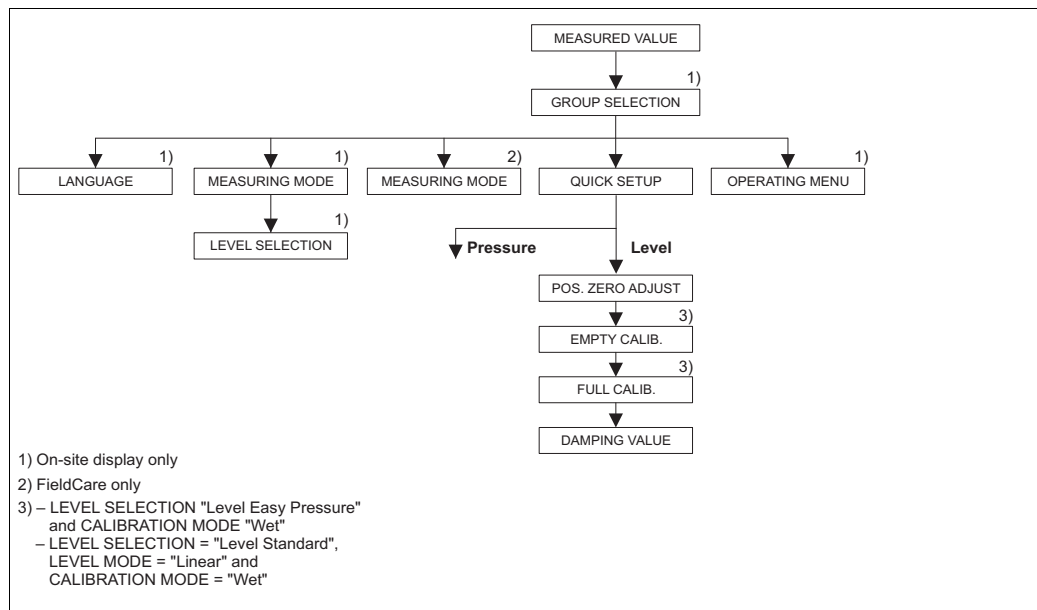 MEASURED VALUE
1)
GROUP SELECTION
1)
1)
2)
1)
LANGUAGE
MEASURING MODE
MEASURING MODE
QUICK SETUP
OPERATING MENU
1)
LEVEL SELECTION
Pressure
Level
POS. ZERO ADJUST
3)
EMPTY CALIB.
3)
FULL CALIB.
DAMPING VALUE
1) On-site display only
2) FieldCare only
3) – LEVEL SELECTION "Level Easy Pressure"
and CALIBRATION MODE "Wet"
– LEVEL SELECTION = "Level Standard",
LEVEL MODE = "Linear" and
CALIBRATION MODE = "Wet"